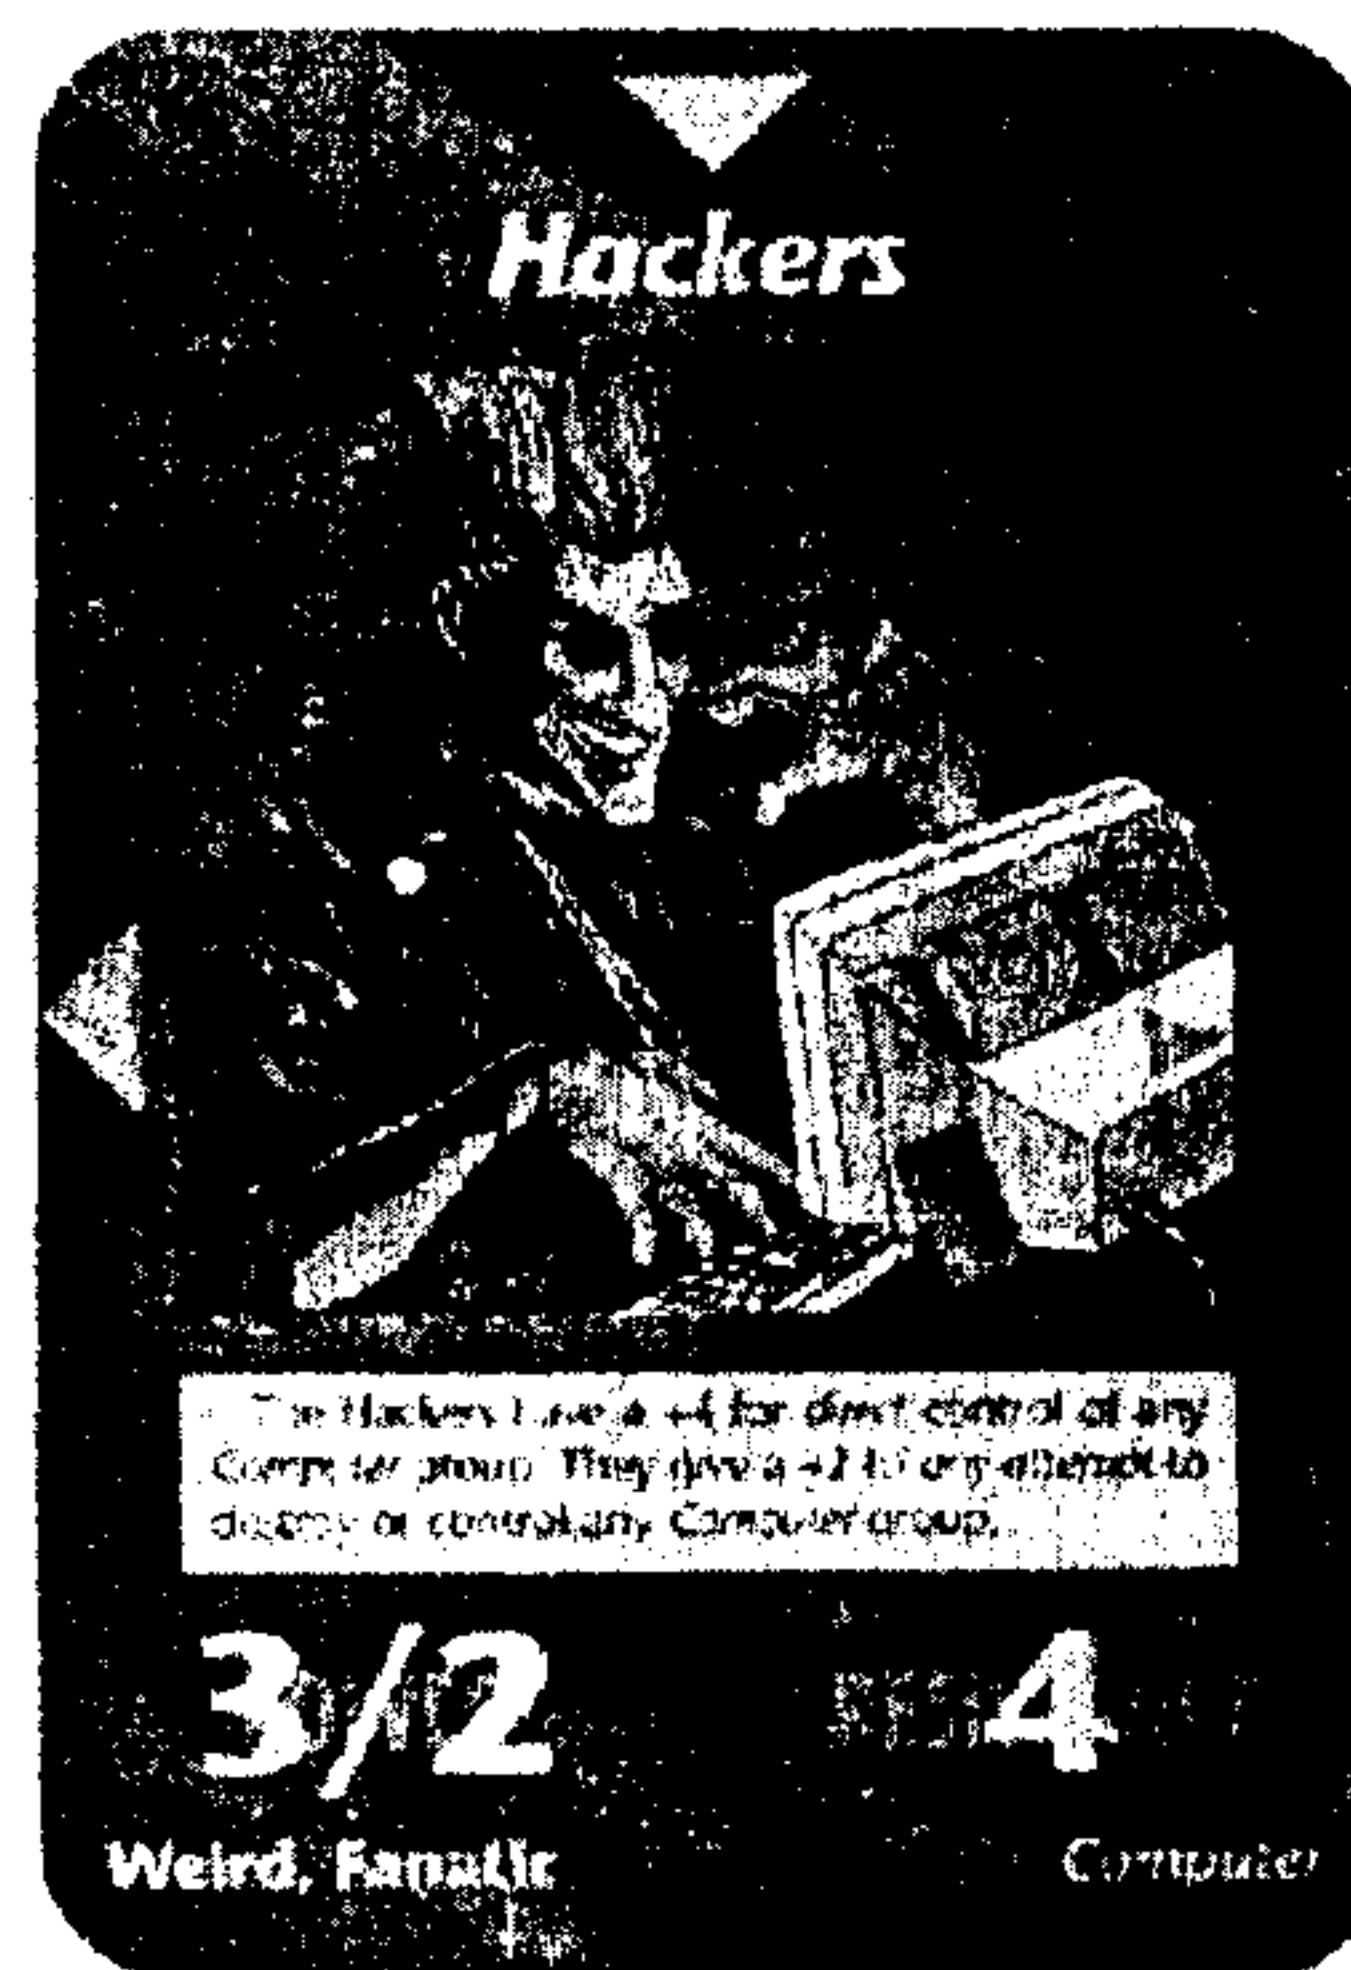 Hackers
The Hackers have a +4 for direct control of any
Computer group. They give a +2 to any attempt to
destroy or control any Computer group.
3/2
4
Weird, Fanatic
Computer